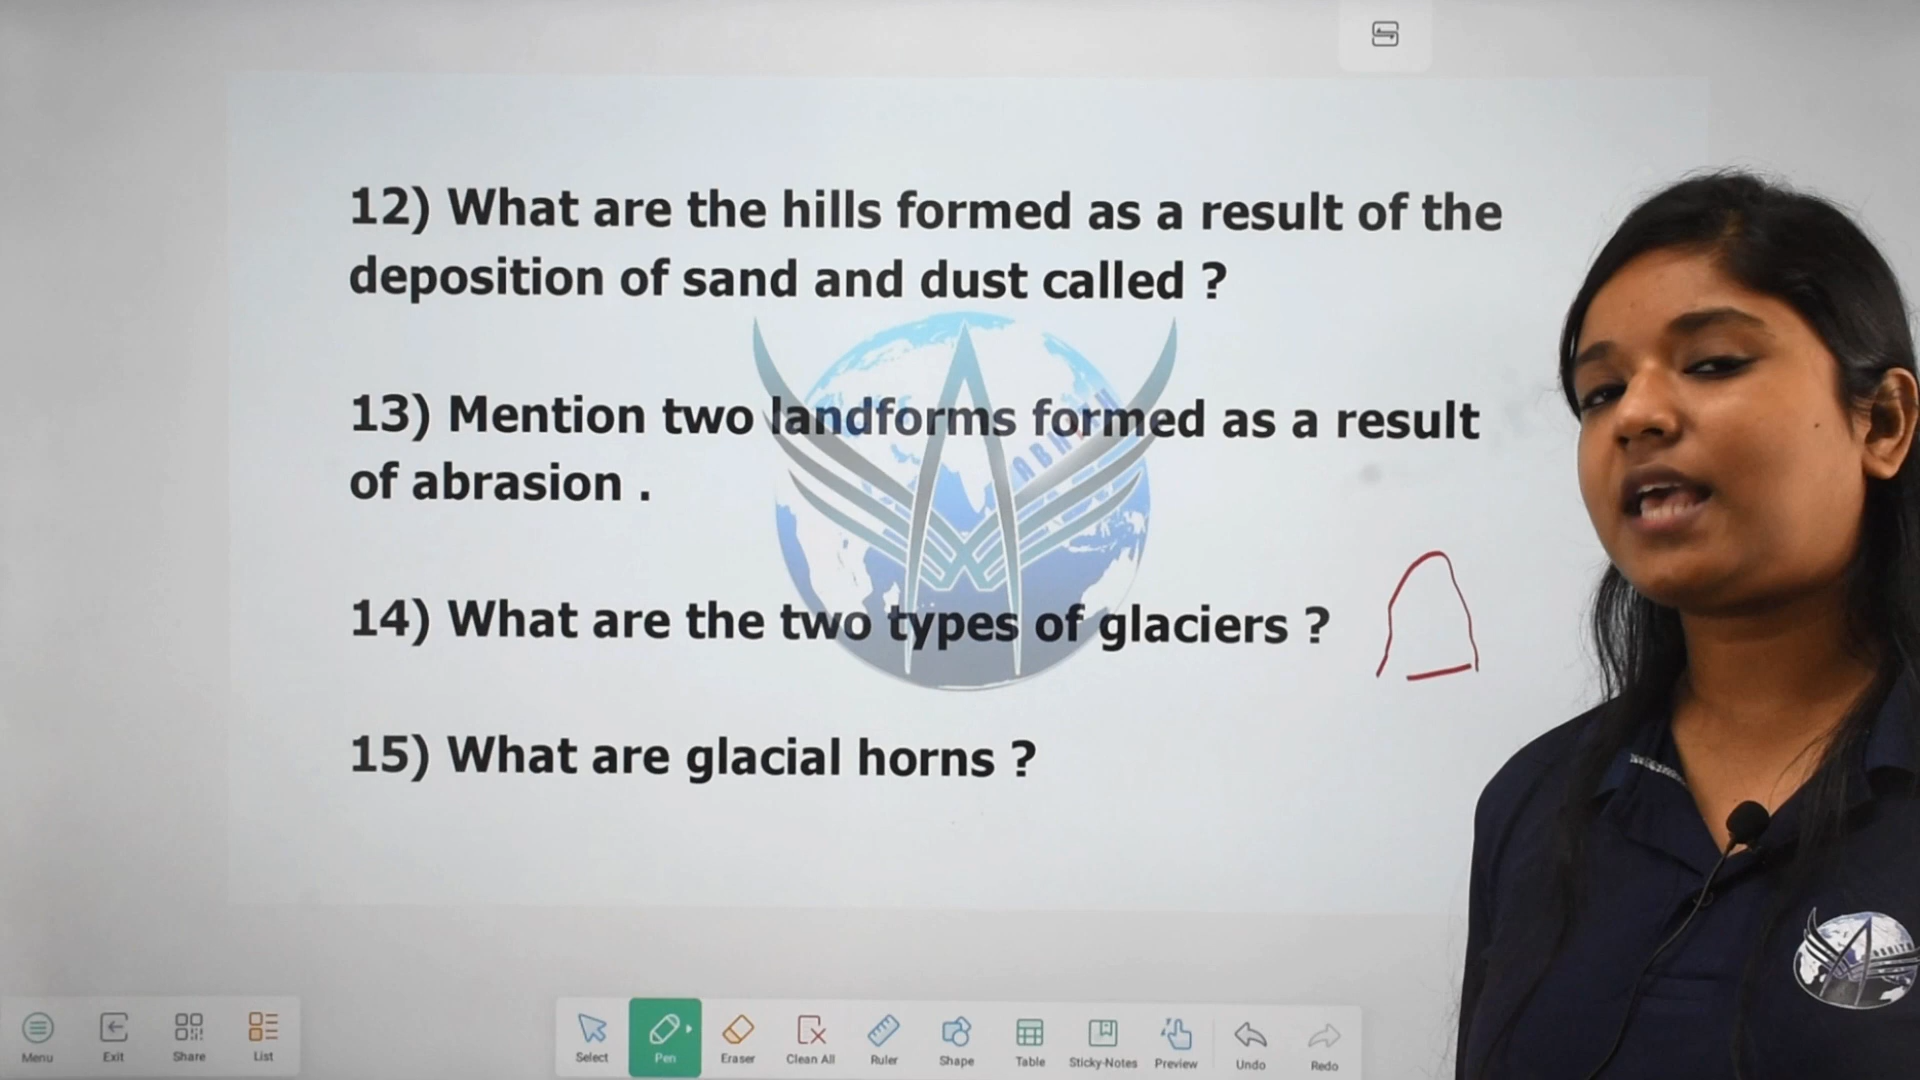 12) What are the hills formed as a result of the
deposition of sand and dust called ?
13) Mention two landforms formed as a result
of abrasion .
14) What are the two types of glaciers ?
15) What are glacial horns ?
ABHITH
ABHITH
Menu
Exit
Share
List
Select
Pen
Eraser
Clean All
Ruler
Shape
Table
Sticky-Notes
Preview
Undo
Redo